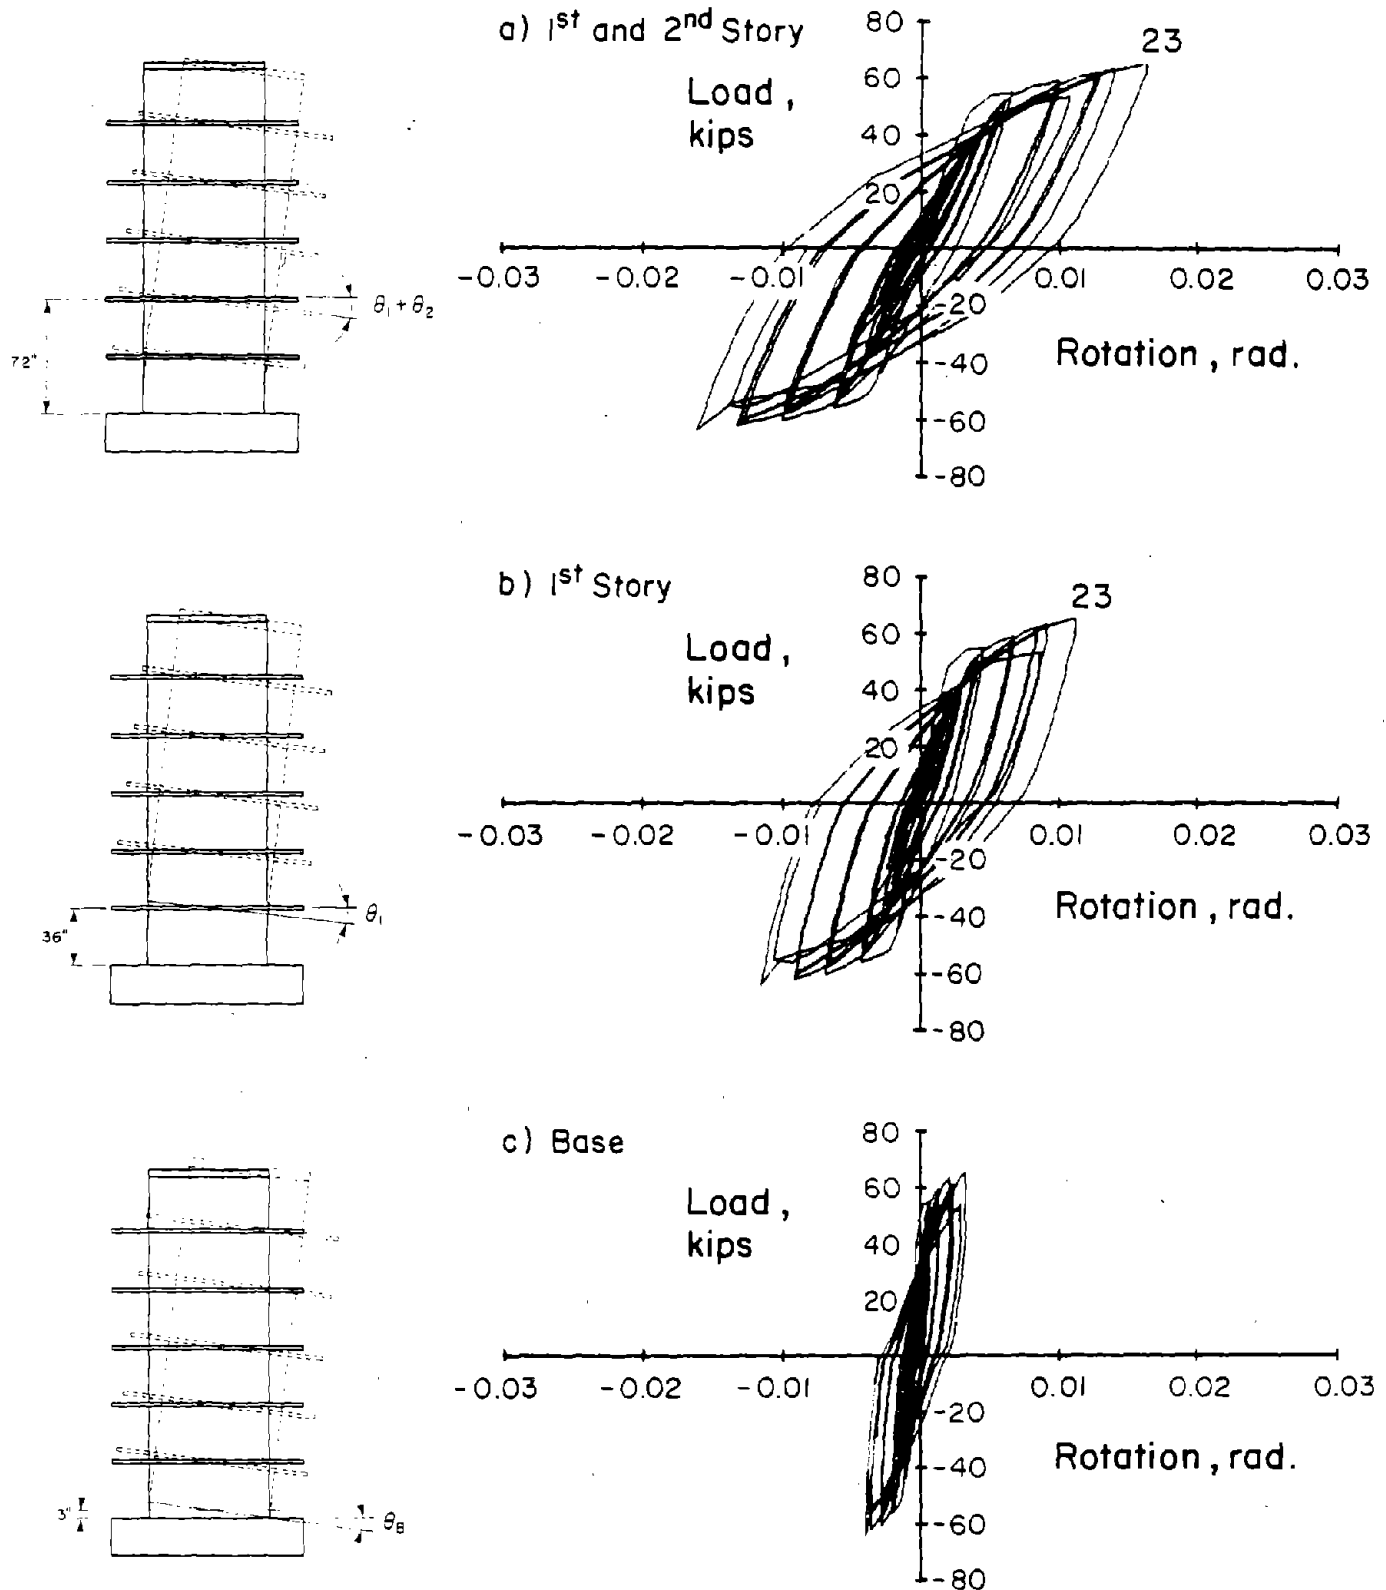 a) 1st and 2nd Story
Load,
kips
80
60
40
20
-20
-40
-60
-80
23
-0.03 -0.02 -0.01 0.01 0.02 0.03
Rotation, rad.
θ1 + θ2
72"
b) 1st Story
Load,
kips
80
60
40
20
-20
-40
-60
-80
23
-0.03 -0.02 -0.01 0.01 0.02 0.03
Rotation, rad.
θ1
36"
c) Base
Load,
kips
80
60
40
20
-20
-40
-60
-80
-0.03 -0.02 -0.01 0.01 0.02 0.03
Rotation, rad.
3"
θB